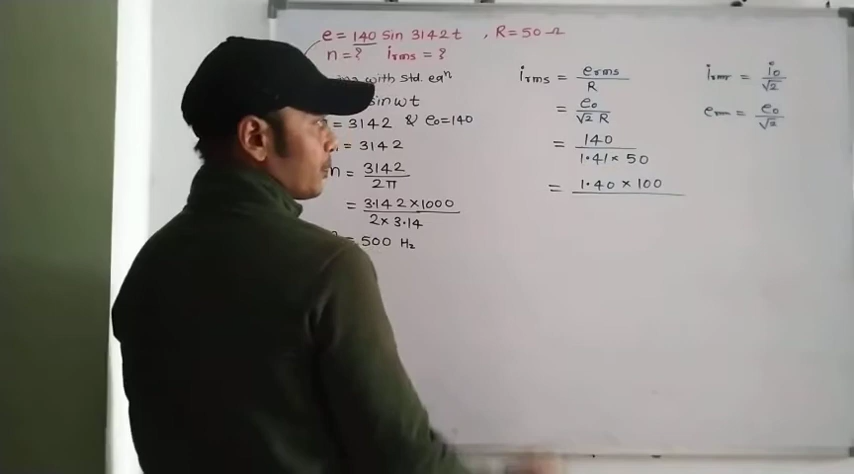 e = 140 sin 3142t , R = 50 Ω
n = ? irms = ?
with std. eqⁿ
sin ωt
= 3142 & e₀ = 140
= 3142
n = 3142 / 2π
= 3.142 × 1000 / 2 × 3.14
= 500 Hz
irms = erms / R
= e₀ / √2 R
= 140 / 1.41 × 50
= 1.40 × 100
irms = i₀ / √2
erms = e₀ / √2